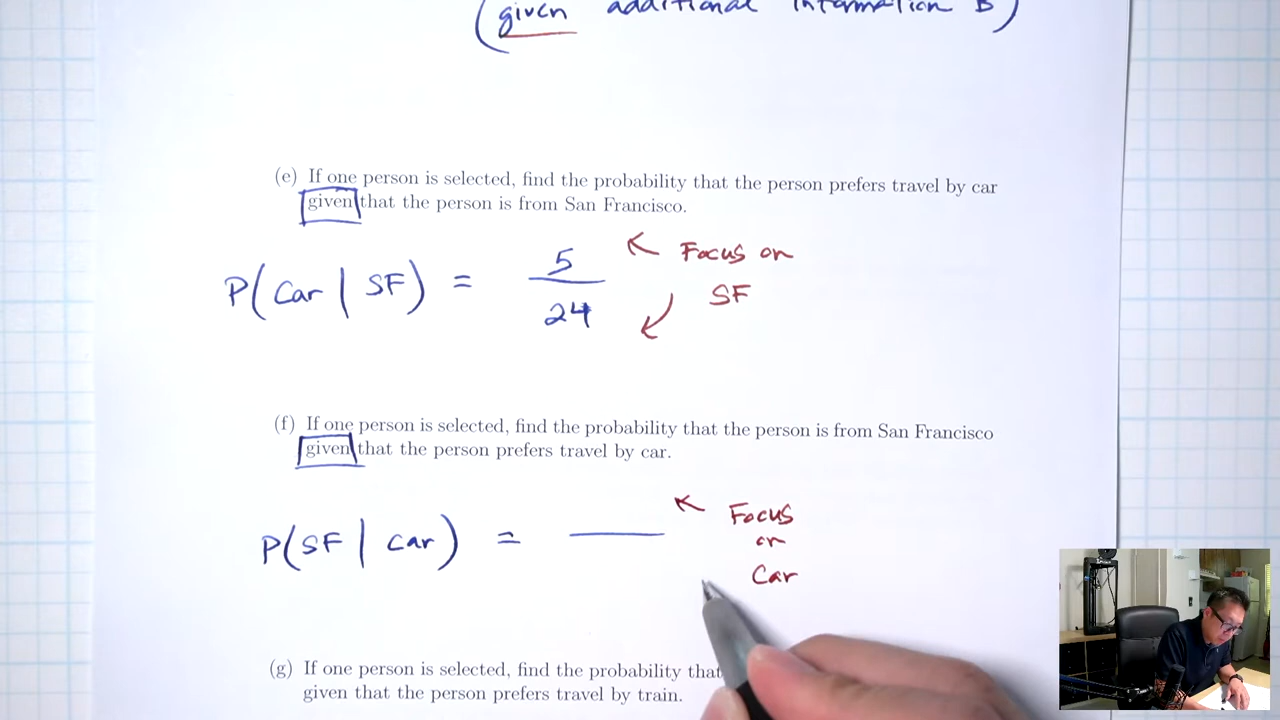 (given additional information B)
(e) If one person is selected, find the probability that the person prefers travel by car
given that the person is from San Francisco.
P(Car | SF) = 5/24
Focus on
SF
(f) If one person is selected, find the probability that the person is from San Francisco
given that the person prefers travel by car.
P(SF | Car) =
Focus
on
Car
(g) If one person is selected, find the probability that
given that the person prefers travel by train.